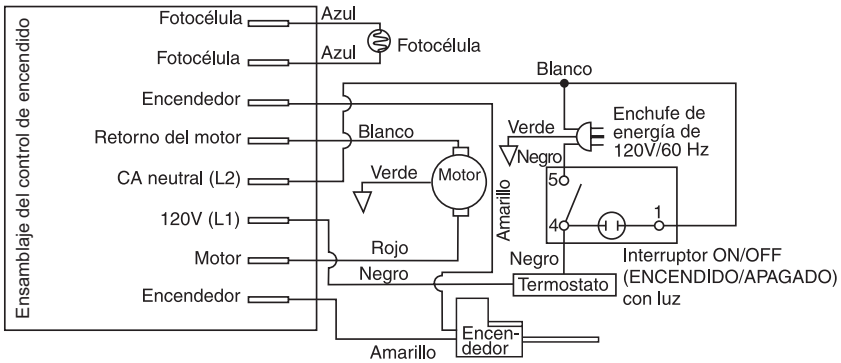 Ensamblaje del control de encendido
Fotocélula
Azul
Fotocélula
Azul
Fotocélula
Encendedor
Retorno del motor
Blanco
CA neutral (L2)
Verde
Motor
120V (L1)
Motor
Rojo
Negro
Encendedor
Amarillo
Amarillo
Encen-
dedor
Blanco
Verde
Negro
Enchufe de
energía de
120V/60 Hz
5
4
1
Negro
Termostato
Interruptor ON/OFF
(ENCENDIDO/APAGADO)
con luz